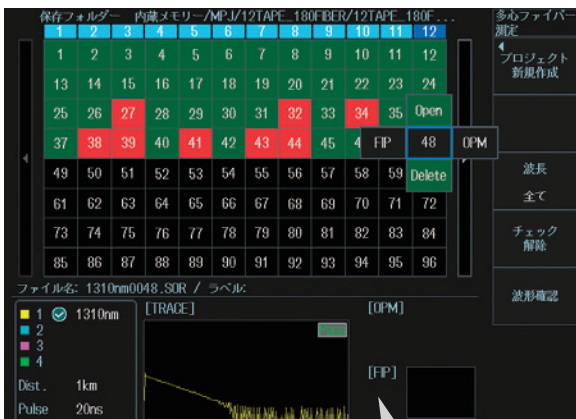 保存フォルダー 内蔵メモリー/MPJ/12TAPE_180FIBER/12TAPE_180F...
多心ファイバー
測定
1 2 3 4 5 6 7 8 9 10 11 12
1 2 3 4 5 6 7 8 9 10 11 12
プロジェクト
新規作成
13 14 15 16 17 18 19 20 21 22 23 24
25 26 27 28 29 30 31 32 33 34 35 Open
37 38 39 40 41 42 43 44 45 4 FIP 48 OPM
49 50 51 52 53 54 55 56 57 58 59 Delete
波長
全て
61 62 63 64 65 66 67 68 69 70 71 72
73 74 75 76 77 78 79 80 81 82 83 84
チェック
解除
85 86 87 88 89 90 91 92 93 94 95 96
ファイル名: 1310nm0048.SOR / ラベル:
波形確認
1 1310nm
2
3
4
Dist. 1km
Pulse 20ns
[TRACE]
[OPM]
[FIP]